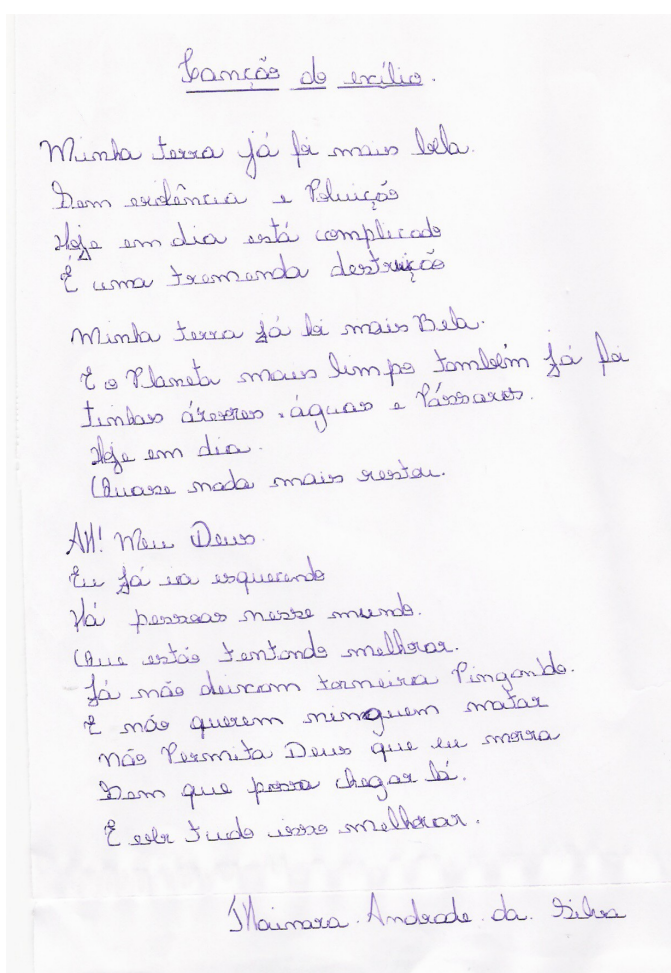 Canção do exílio.
Minha terra já foi mais bela.
Sem violência e Poluição
Hoje em dia está complicado
É uma tremenda destruição
Minha terra já foi mais Bela.
E o Planeta mais limpo também já foi
tinhas árvores, águas e Pássaros.
Hoje em dia.
Quase nada mais restou.
AH! Meu Deus.
Eu já ia esquecendo
Há pessoas nesse mundo.
Que estão tentando melhorar.
Já não deixam torneira Pingando.
E não querem ninguem matar
Não Permita Deus que eu morra
Sem que possa chegar lá.
E ver tudo isso melhorar.
Mainara Andrade da Silva